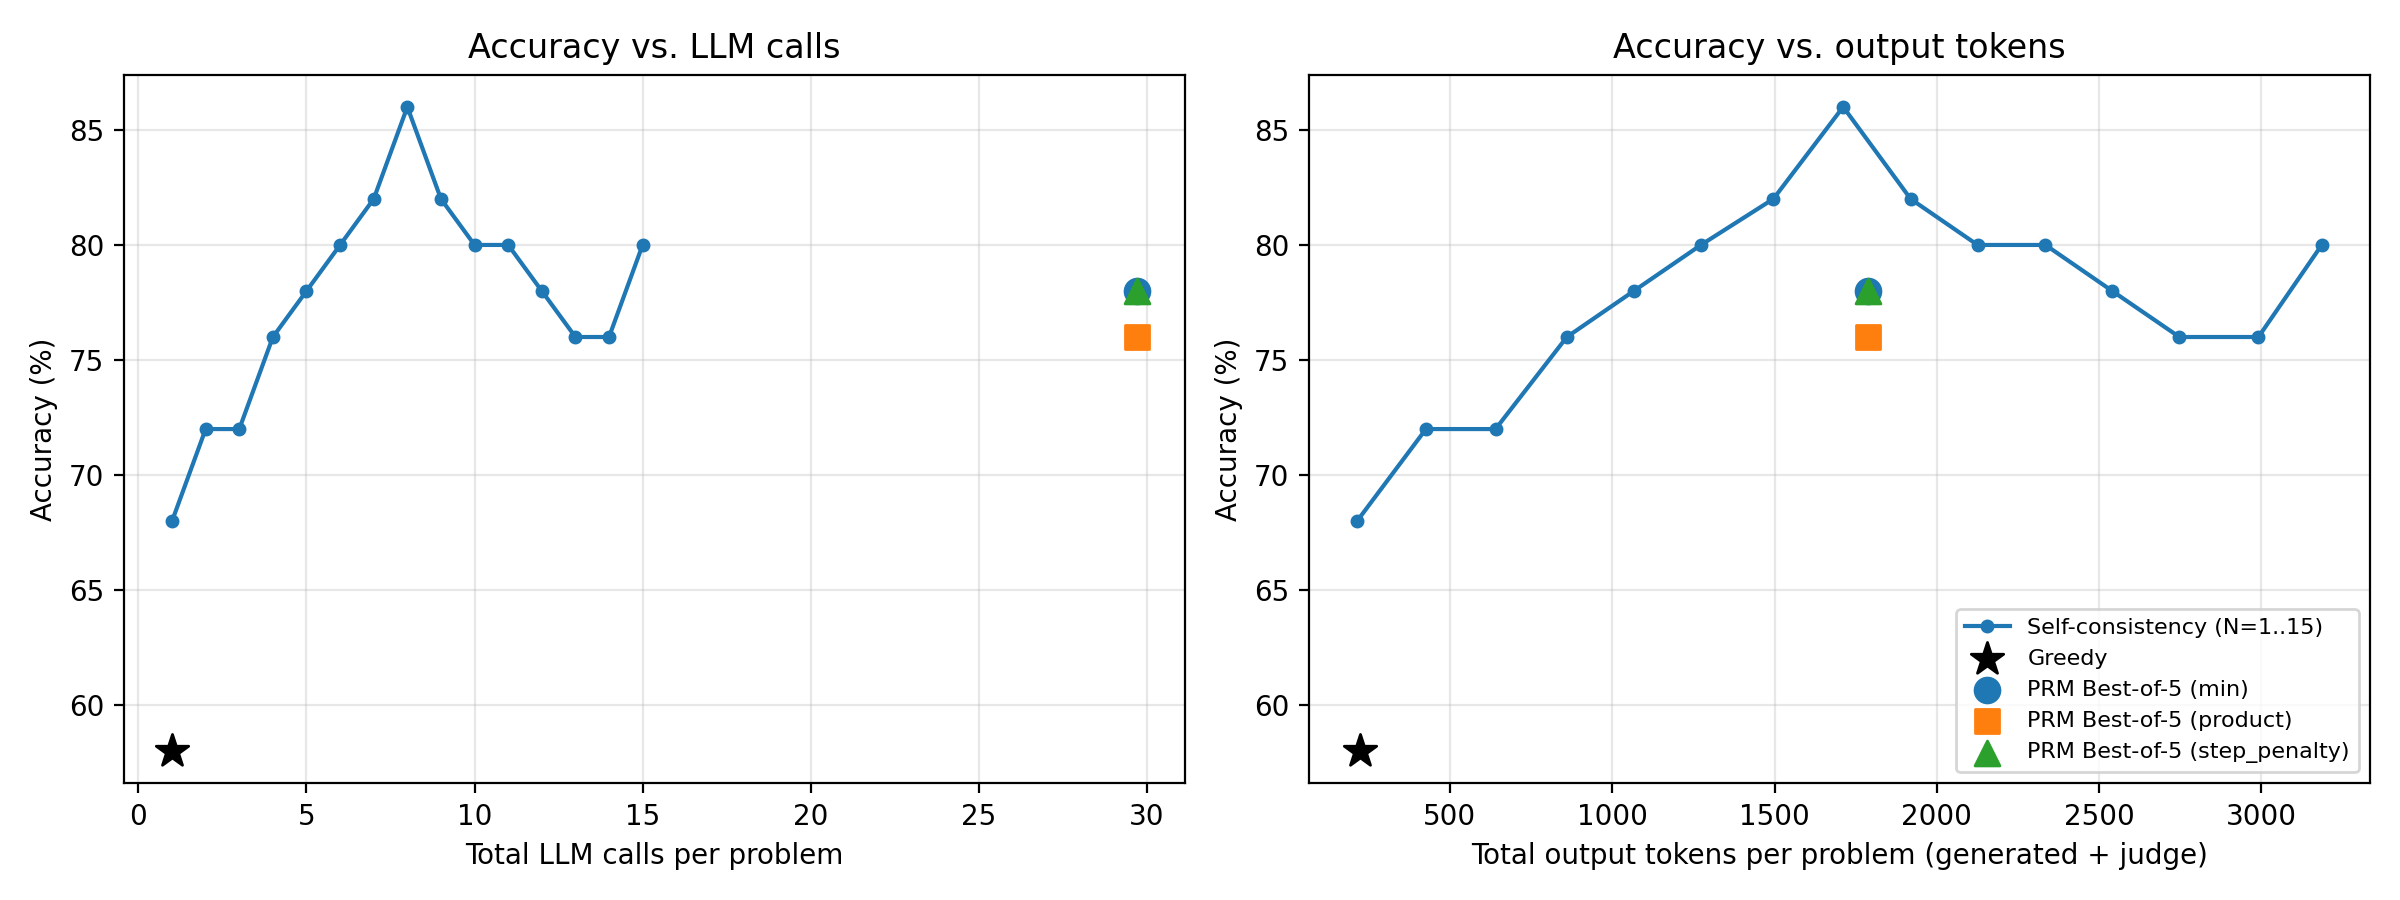 Accuracy vs. LLM calls
85
80
75
70
65
60
Accuracy (%)
0 5 10 15 20 25 30
Total LLM calls per problem
Accuracy vs. output tokens
85
80
75
70
65
60
Accuracy (%)
500 1000 1500 2000 2500 3000
Total output tokens per problem (generated + judge)
Self-consistency (N=1..15)
Greedy
PRM Best-of-5 (min)
PRM Best-of-5 (product)
PRM Best-of-5 (step_penalty)